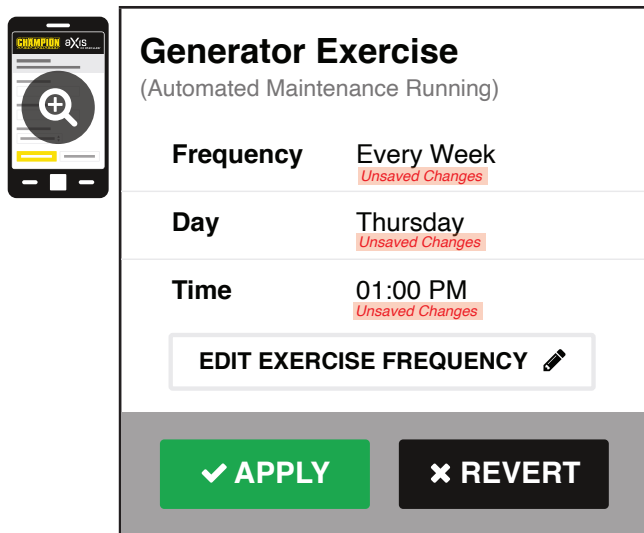 CHAMPION aXis
Generator Exercise
(Automated Maintenance Running)
Frequency Every Week
Unsaved Changes
Day Thursday
Unsaved Changes
Time 01:00 PM
Unsaved Changes
EDIT EXERCISE FREQUENCY
APPLY
REVERT